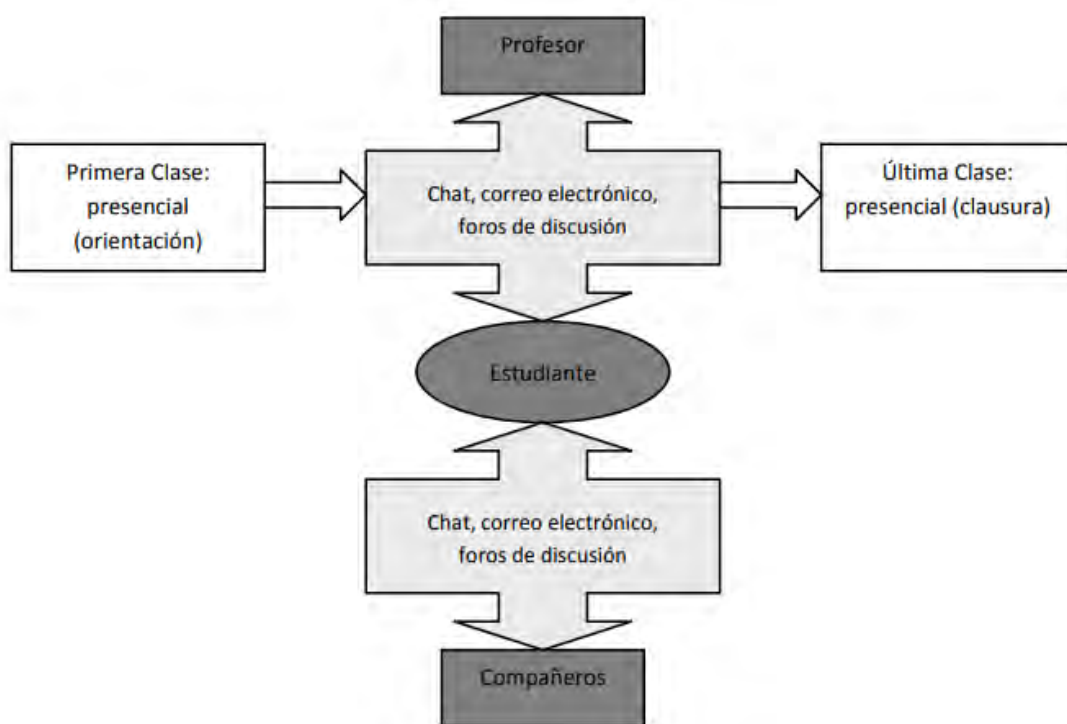 Profesor
Primera Clase:
presencial
(orientación)
Chat, correo electrónico,
foros de discusión
Última Clase:
presencial (clausura)
Estudiante
Chat, correo electrónico,
foros de discusión
Compañeros